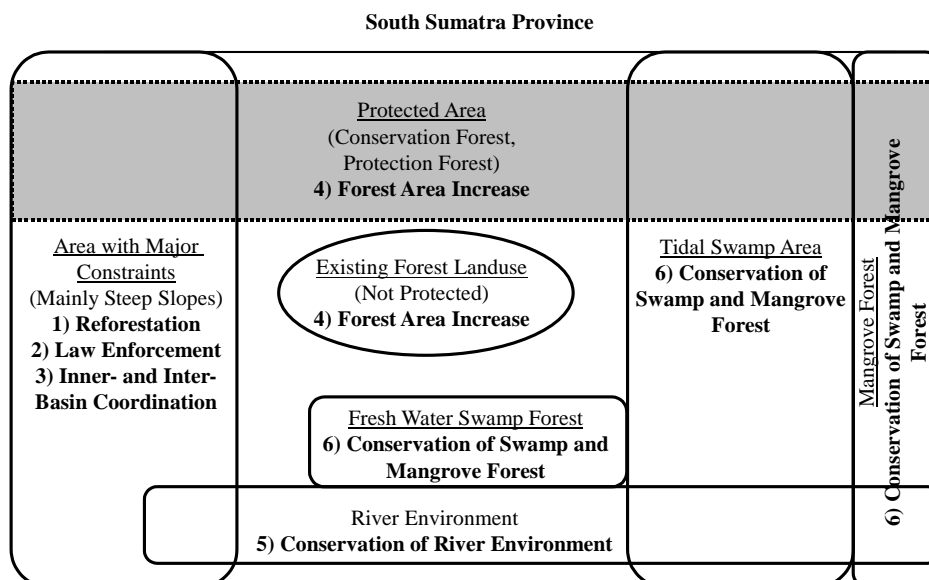 South Sumatra Province
Protected Area
(Conservation Forest,
Protection Forest)
4) Forest Area Increase
Area with Major
Constraints
(Mainly Steep Slopes)
1) Reforestation
2) Law Enforcement
3) Inner- and Inter-
Basin Coordination
Existing Forest Landuse
(Not Protected)
4) Forest Area Increase
Tidal Swamp Area
6) Conservation of
Swamp and Mangrove
Forest
Mangrove Forest
6) Conservation of Swamp and Mangrove
Forest
Fresh Water Swamp Forest
6) Conservation of Swamp and
Mangrove Forest
River Environment
5) Conservation of River Environment